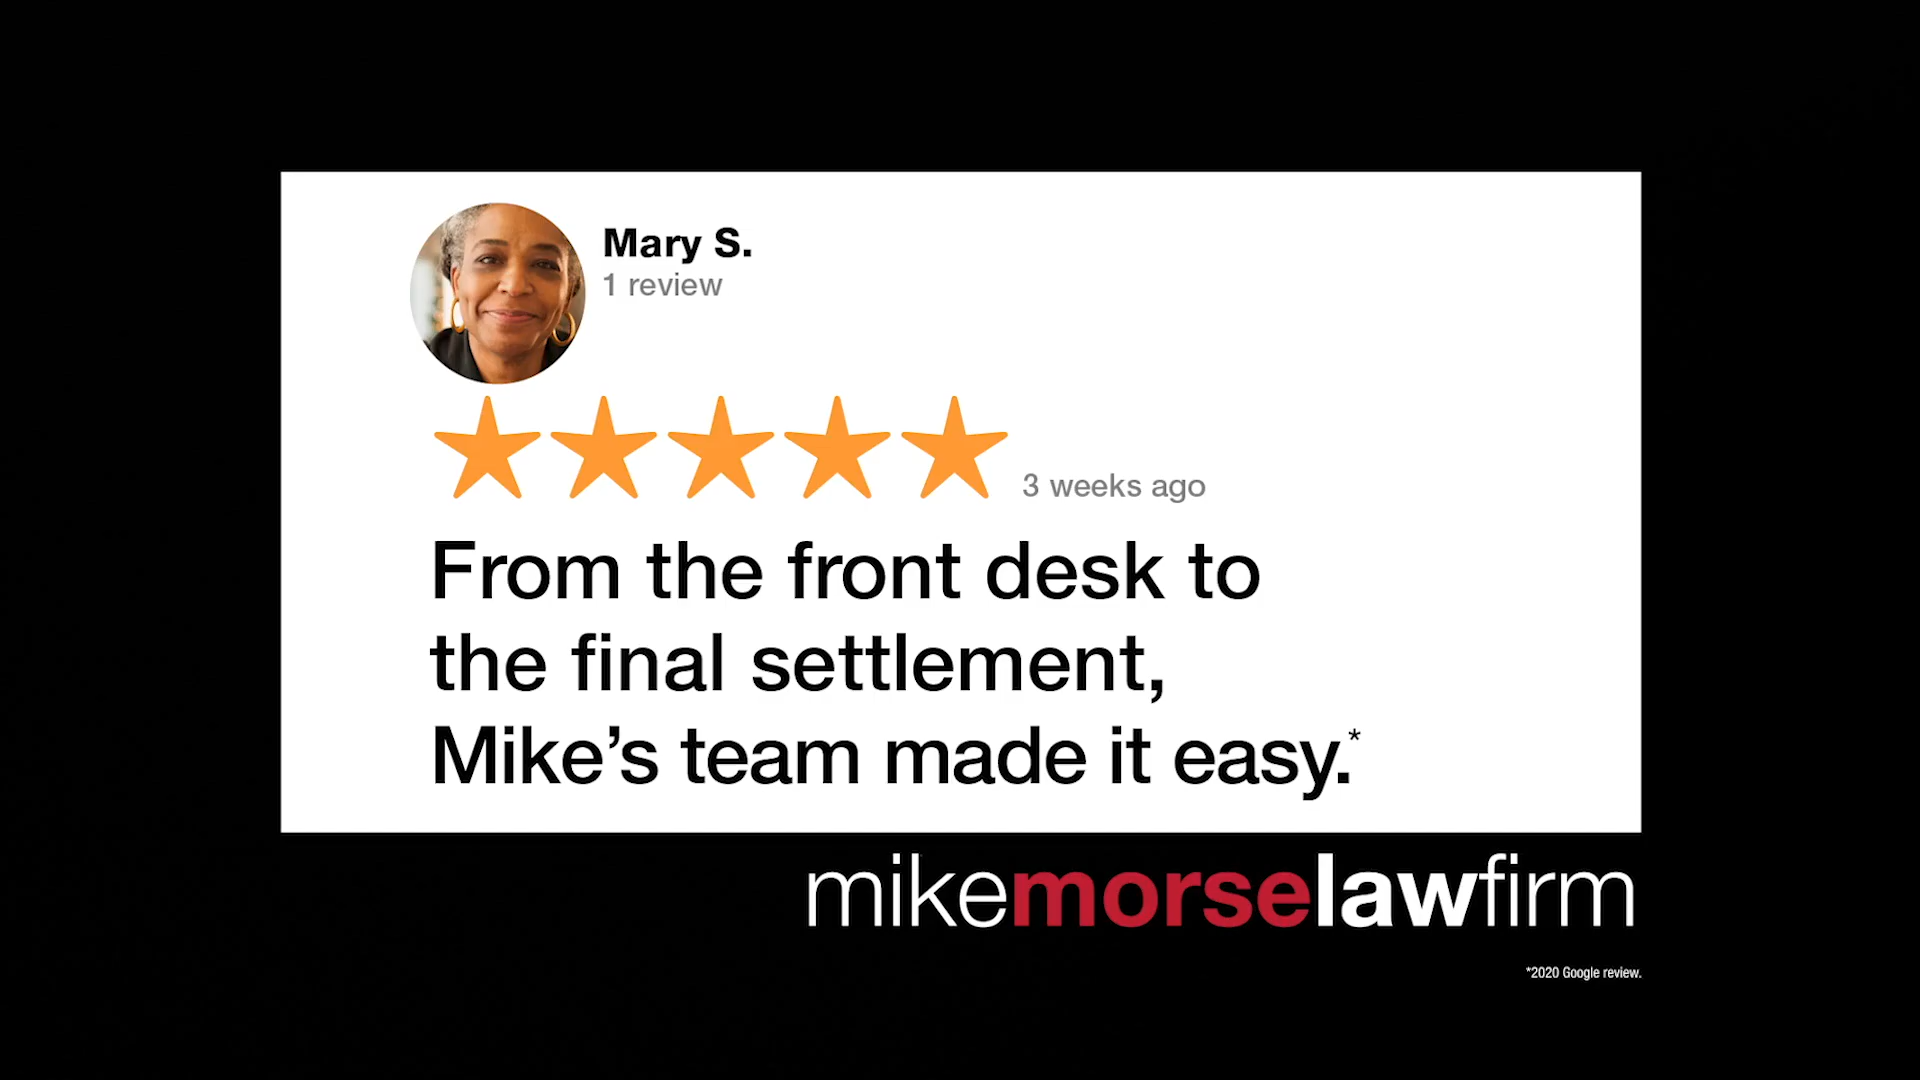 Mary S.
1 review
3 weeks ago
From the front desk to
the final settlement,
Mike’s team made it easy.*
mikemorselawfirm
*2020 Google review.